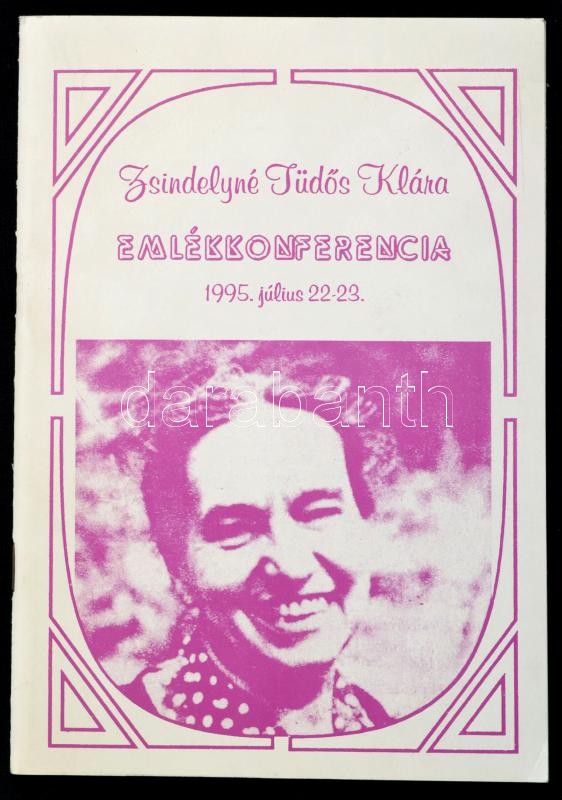 Zsindelyné Tüdős Klára
EMLÉKKONFERENCIA
1995. július 22-23.
darabanth